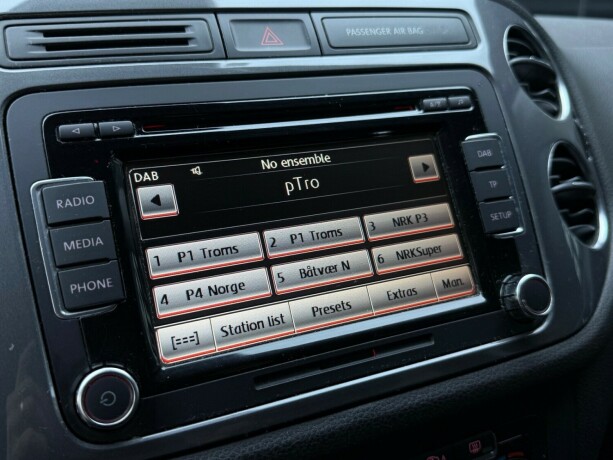 PASSENGER AIR BAG
DAB No ensemble
pTro
RADIO
MEDIA
PHONE
DAB
TP
SETUP
1 P1 Troms 2 P1 Troms 3 NRK P3
4 P4 Norge 5 Båtvær N 6 NRKSuper
[===] Station list Presets Extras Man.